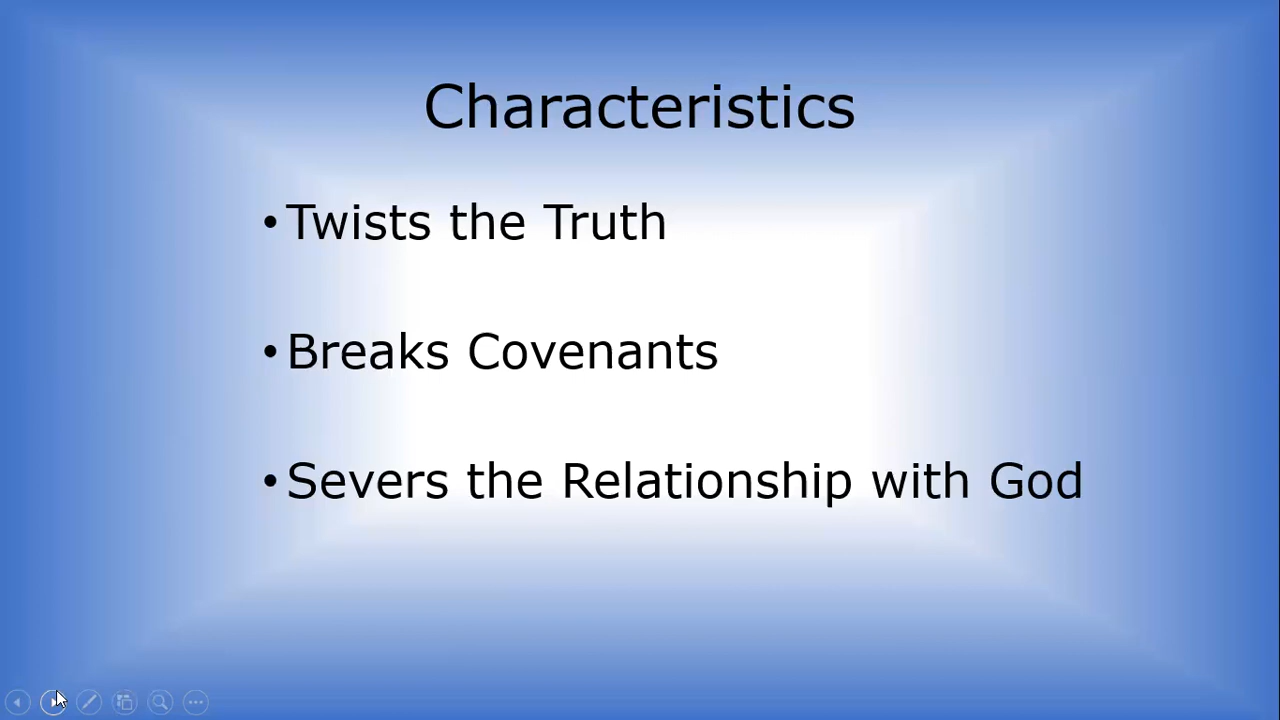 Characteristics
• Twists the Truth
• Breaks Covenants
• Severs the Relationship with God